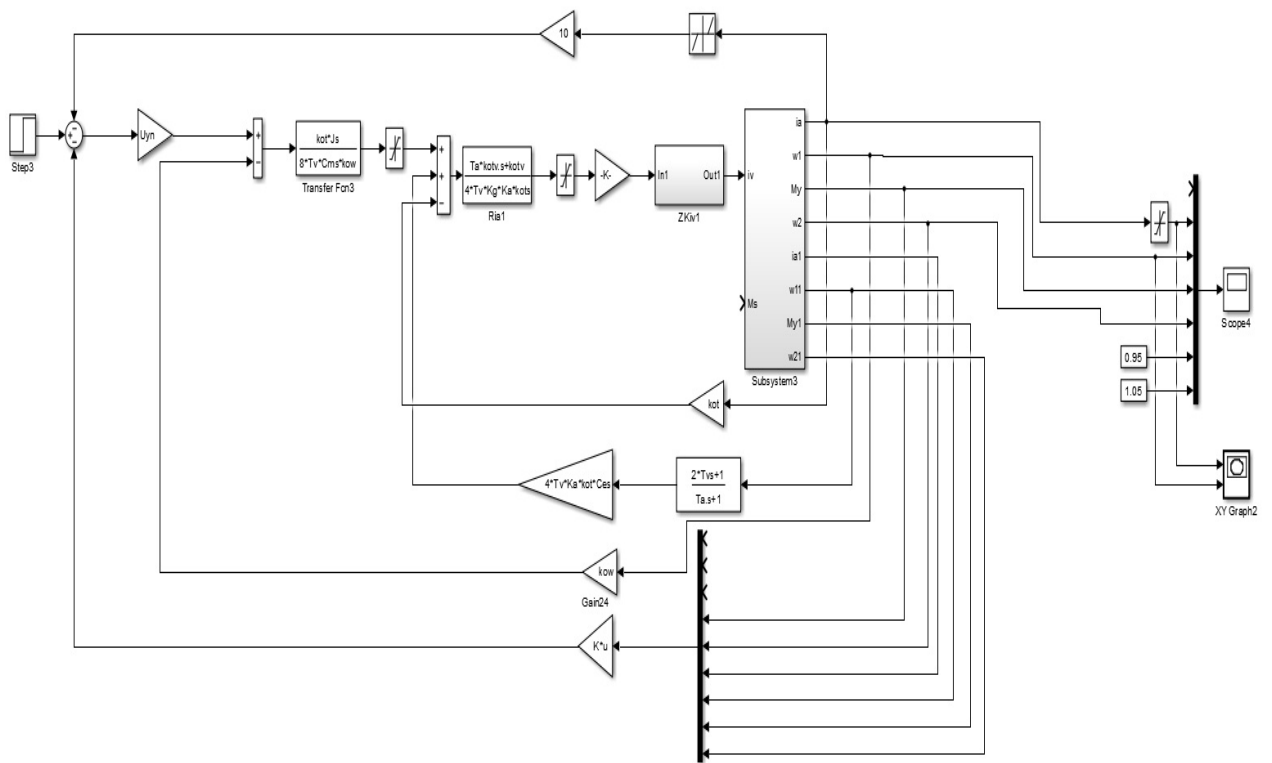 10
Step3
Uyn
+
-
-
+
-
kot*Js
8*Tv*Cms*kow
Transfer Fcn3
+
+
-
Ta*kotv.s+kotv
4*Tv*Kg*Ka*kots
Ria1
-K-
In1
Out1
ZKiv1
iv
Ms
ia
w1
My
w2
ia1
w11
My1
w21
Subsystem3
0.95
1.05
Scope4
XY Graph2
kot
4*Tv*Ka*kot*Ces
2*Tvs+1
Ta.s+1
kow
Gain24
K*u